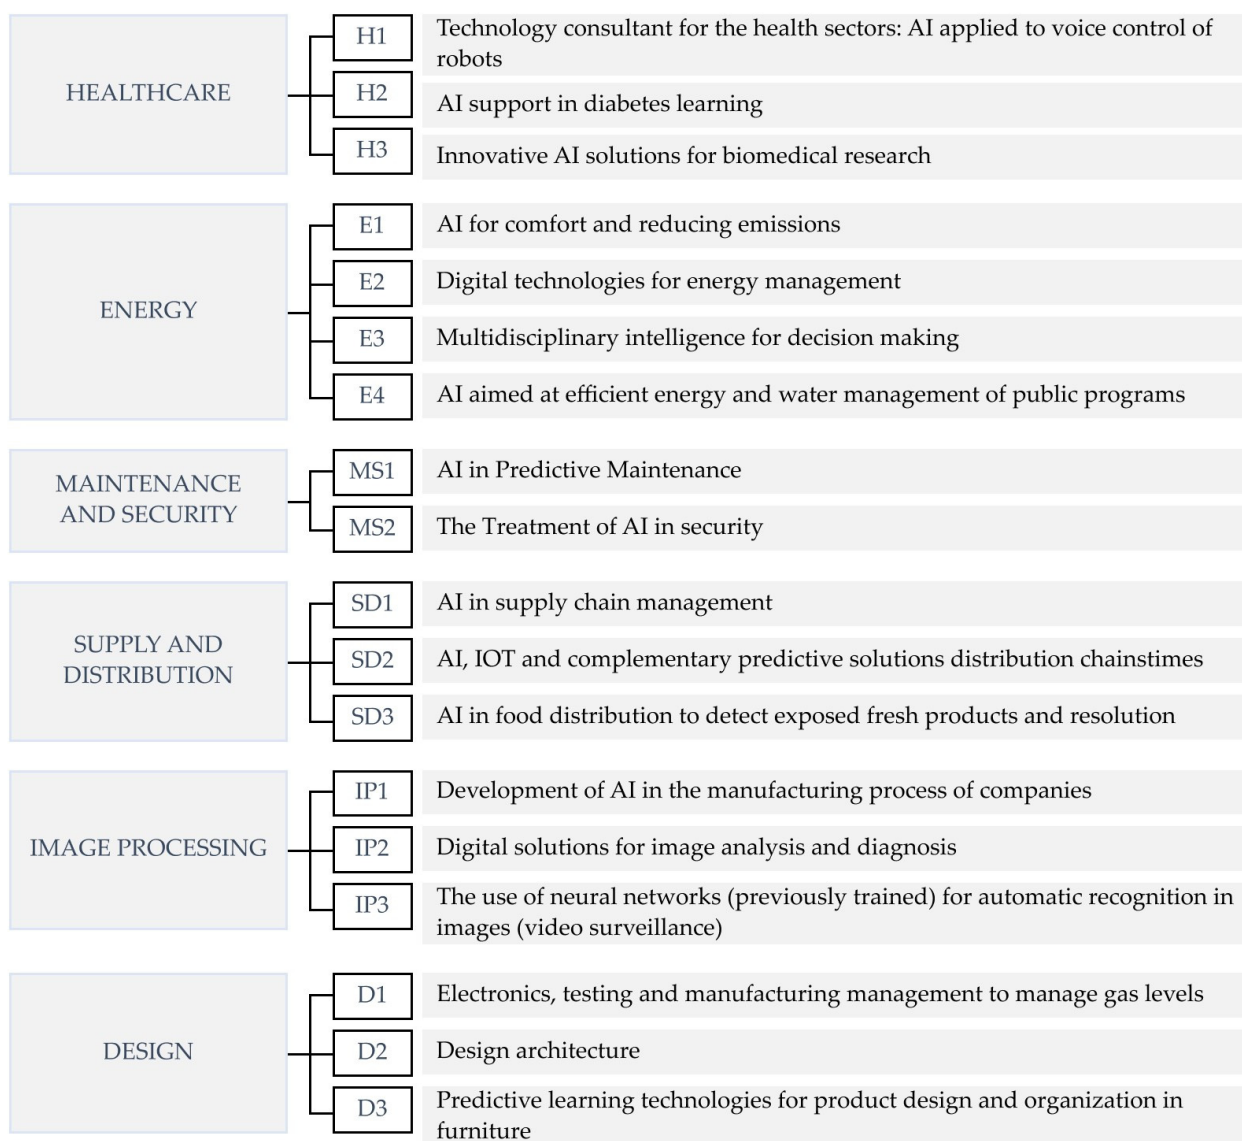 HEALTHCARE
H1
Technology consultant for the health sectors: AI applied to voice control of
robots
H2
AI support in diabetes learning
H3
Innovative AI solutions for biomedical research
ENERGY
E1
AI for comfort and reducing emissions
E2
Digital technologies for energy management
E3
Multidisciplinary intelligence for decision making
E4
AI aimed at efficient energy and water management of public programs
MAINTENANCE
AND SECURITY
MS1
AI in Predictive Maintenance
MS2
The Treatment of AI in security
SUPPLY AND
DISTRIBUTION
SD1
AI in supply chain management
SD2
AI, IOT and complementary predictive solutions distribution chainstimes
SD3
AI in food distribution to detect exposed fresh products and resolution
IMAGE PROCESSING
IP1
Development of AI in the manufacturing process of companies
IP2
Digital solutions for image analysis and diagnosis
IP3
The use of neural networks (previously trained) for automatic recognition in
images (video surveillance)
DESIGN
D1
Electronics, testing and manufacturing management to manage gas levels
D2
Design architecture
D3
Predictive learning technologies for product design and organization in
furniture